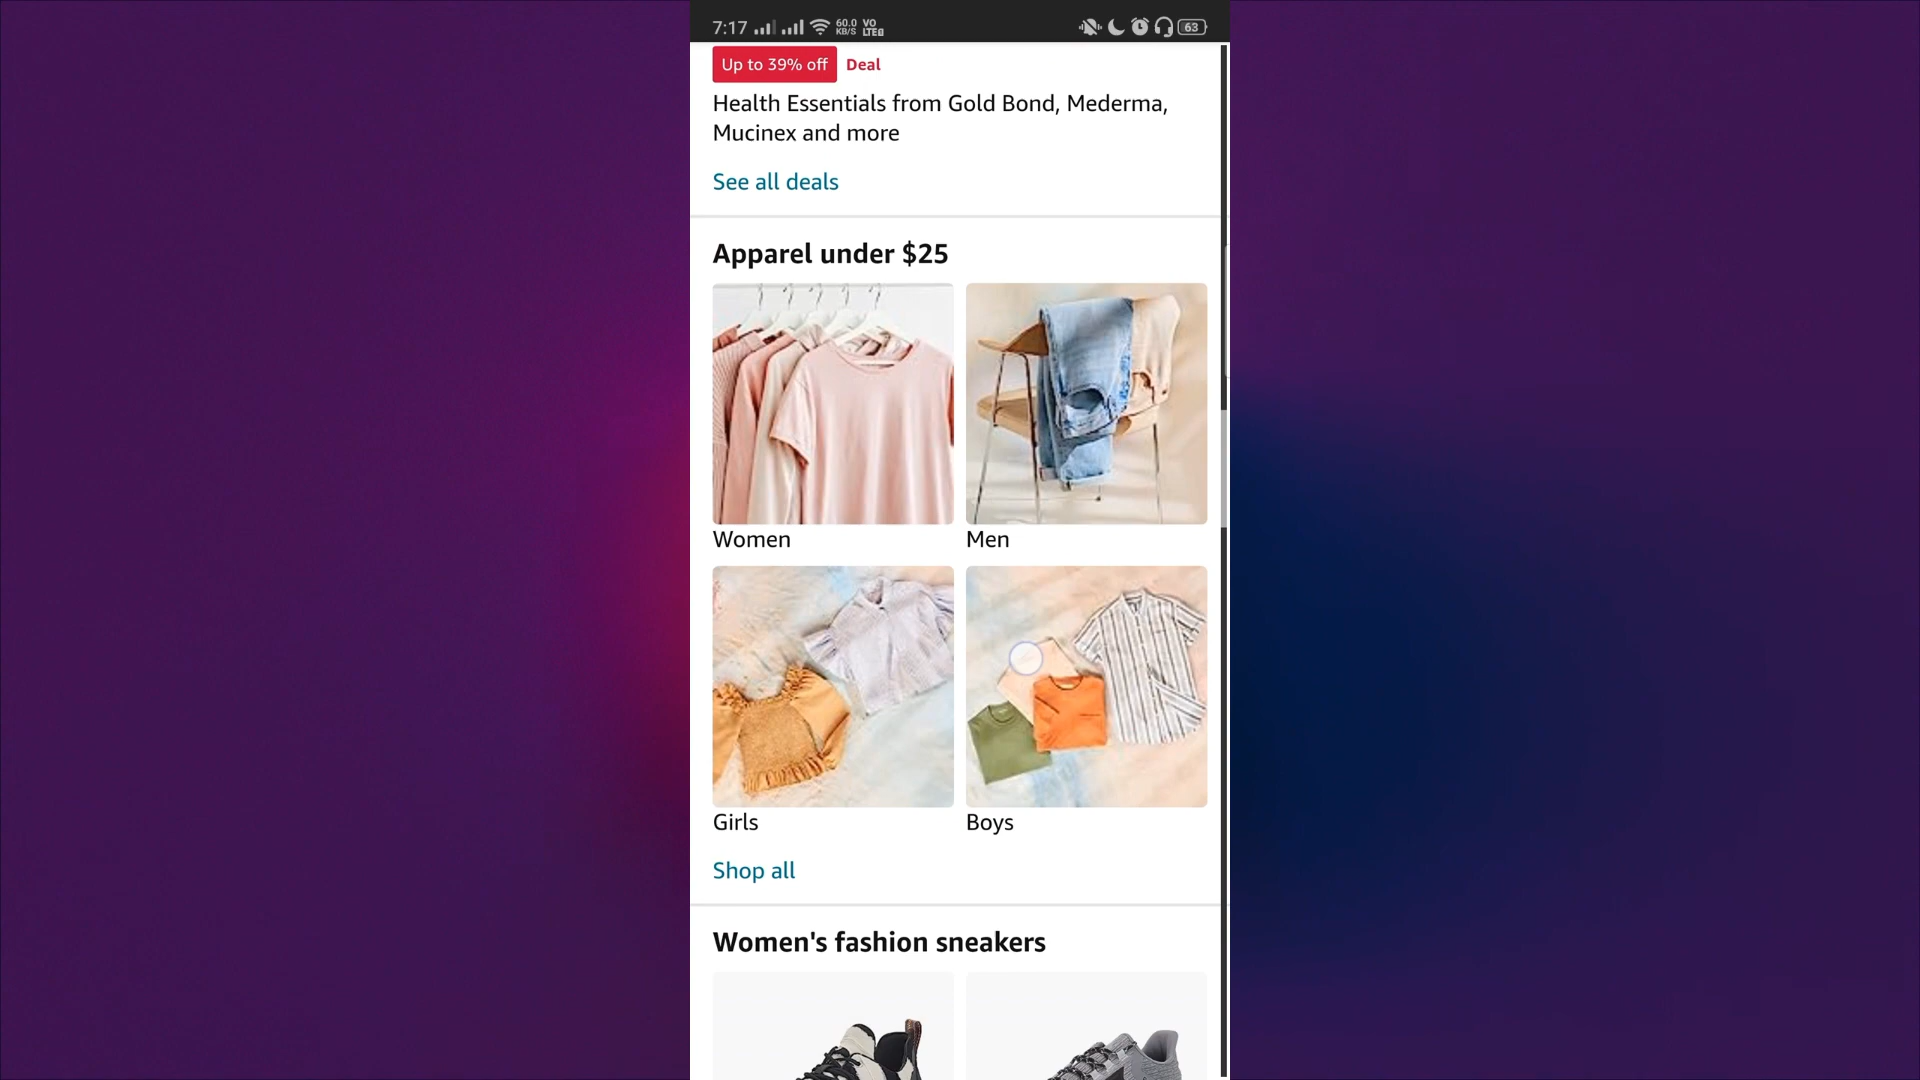 7:17 60.0 KB/S VO LTE 63
Up to 39% off Deal
Health Essentials from Gold Bond, Mederma,
Mucinex and more
See all deals
Apparel under $25
Women Men
Girls Boys
Shop all
Women's fashion sneakers